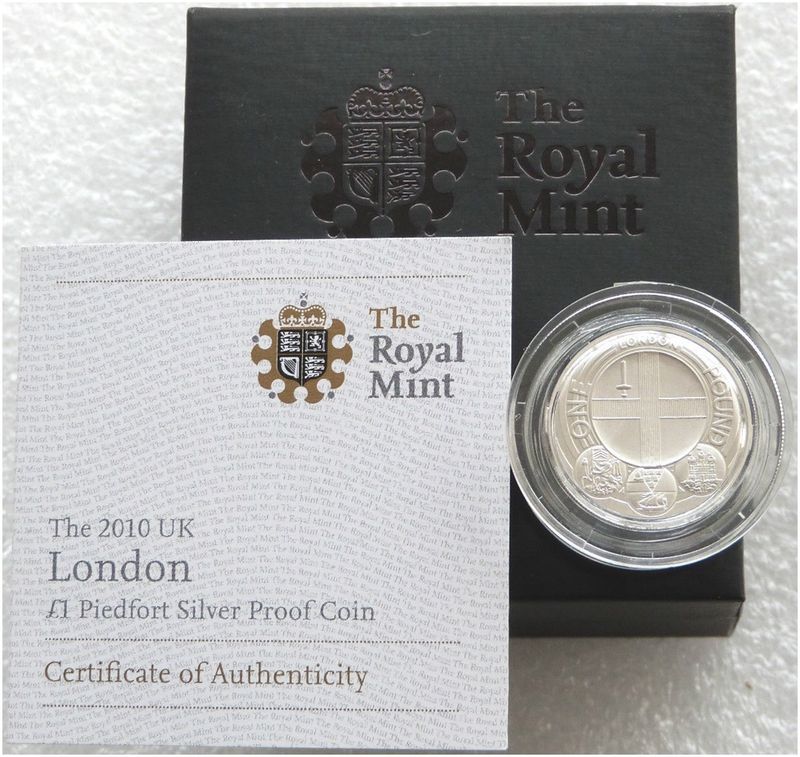 The
Royal
Mint
The
Royal
Mint
LONDON
ONE
POUND
The 2010 UK
London
£1 Piedfort Silver Proof Coin
Certificate of Authenticity